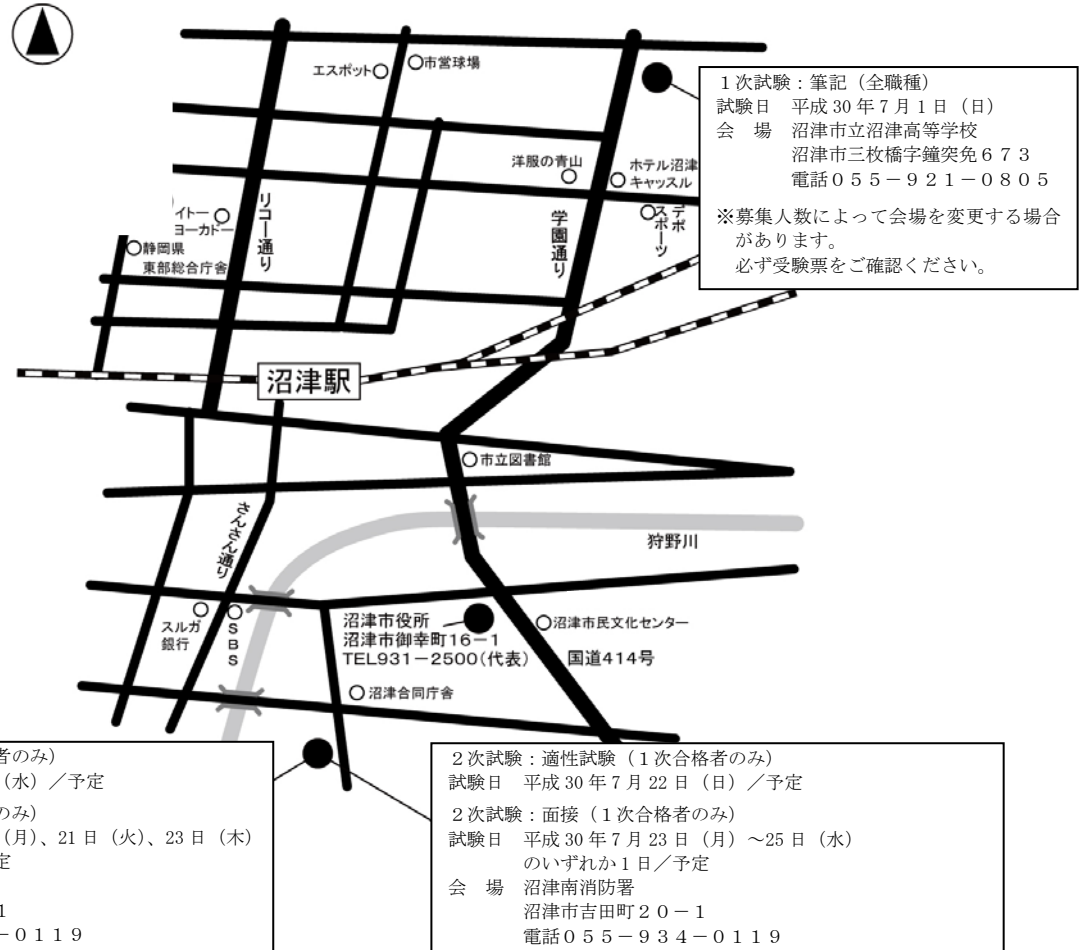 エスポット
市営球場
1次試験：筆記（全職種）
試験日　平成30年7月1日（日）
会　場　沼津市立沼津高等学校
沼津市三枚橋字鐘突免673
電話055－921－0805
※募集人数によって会場を変更する場合
があります。
必ず受験票をご確認ください。
洋服の青山
ホテル沼津
キャッスル
イトー
ヨーカドー
リコー通り
学園通り
スポーツ
デポ
静岡県
東部総合庁舎
沼津駅
市立図書館
さんさん通り
狩野川
スルガ
銀行
SBS
沼津市役所
沼津市御幸町16－1
TEL931－2500(代表)
沼津市民文化センター
国道414号
沼津合同庁舎
者のみ）
（水）／予定
のみ）
（月）、21日（火）、23日（木）
定
1
－0119
2次試験：適性試験（1次合格者のみ）
試験日　平成30年7月22日（日）／予定
2次試験：面接（1次合格者のみ）
試験日　平成30年7月23日（月）～25日（水）
のいずれか1日／予定
会　場　沼津南消防署
沼津市吉田町20－1
電話055－934－0119